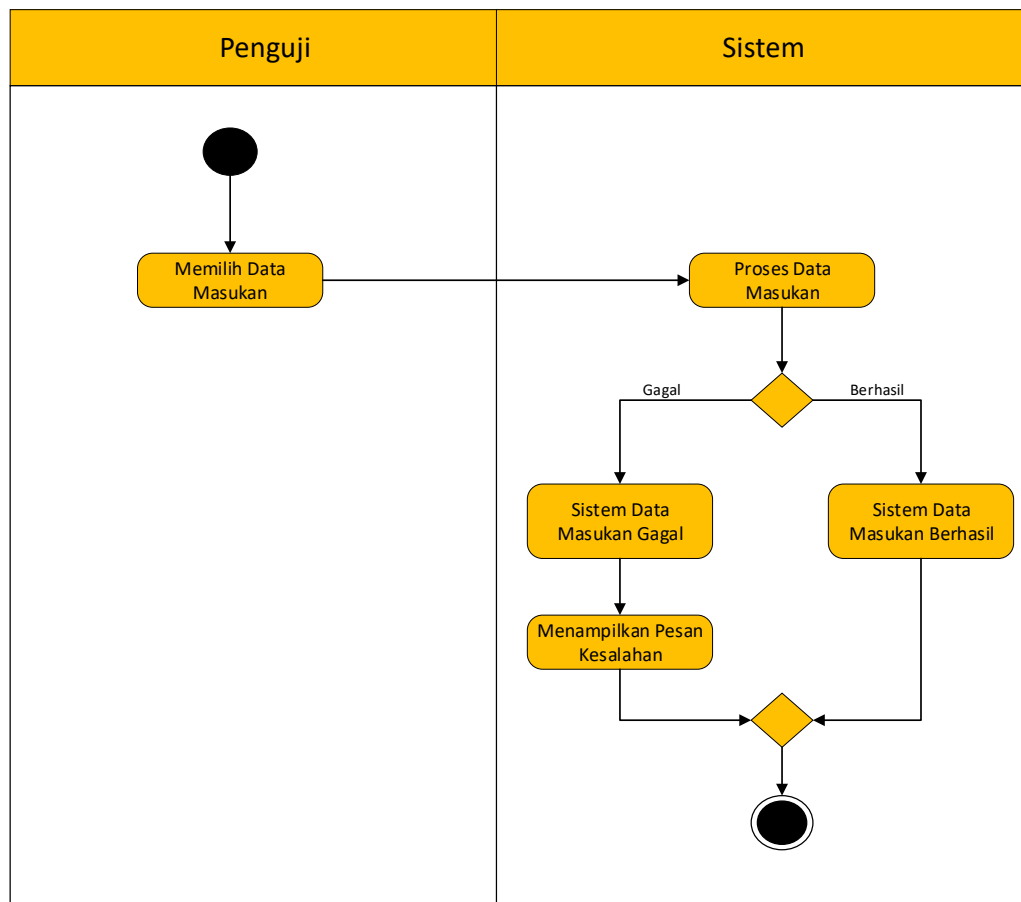 Penguji
Sistem
Memilih Data
Masukan
Proses Data
Masukan
Gagal
Berhasil
Sistem Data
Masukan Gagal
Sistem Data
Masukan Berhasil
Menampilkan Pesan
Kesalahan